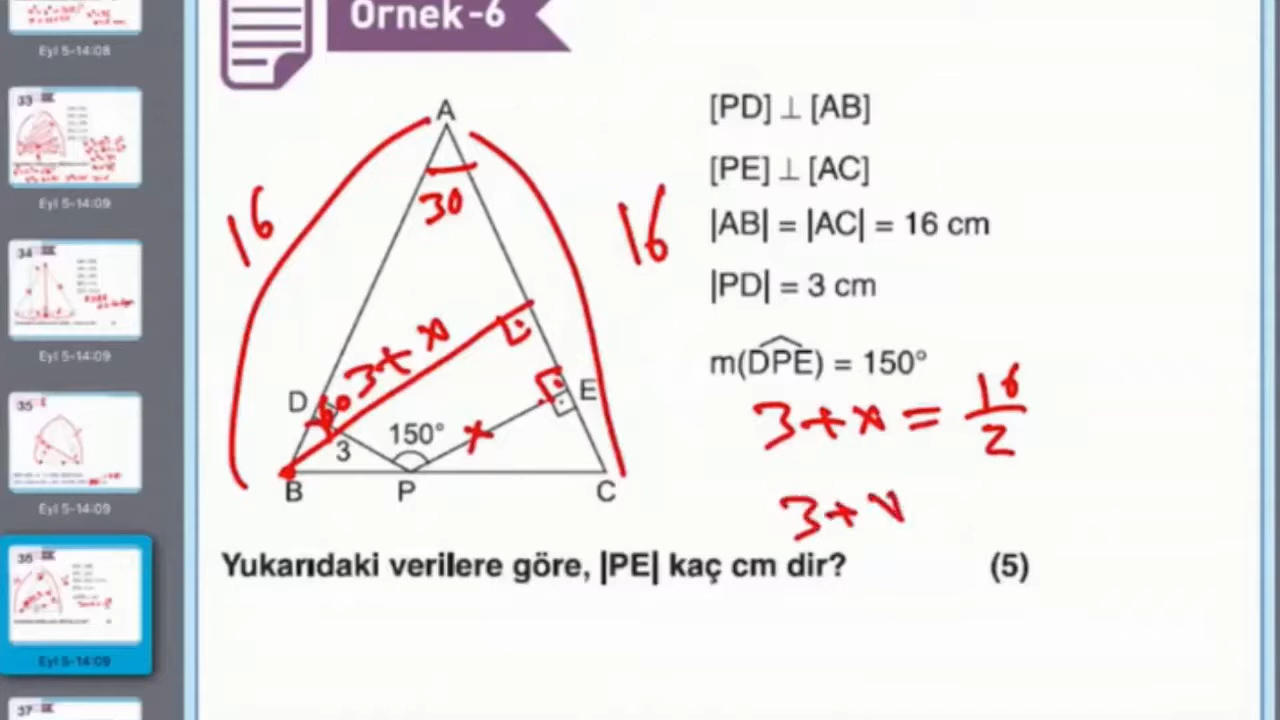 Eyl 5-14:08
Örnek-6
33
Eyl 5-14:09
34
Eyl 5-14:09
35
Eyl 5-14:09
36
Eyl 5-14:09
37
A
30
16
16
3+x
60
D
E
3
150°
x
B
P
C
[PD] ⊥ [AB]
[PE] ⊥ [AC]
|AB| = |AC| = 16 cm
|PD| = 3 cm
m(DPE) = 150°
3+x = 16/2
3+x
Yukarıdaki verilere göre, |PE| kaç cm dir? (5)